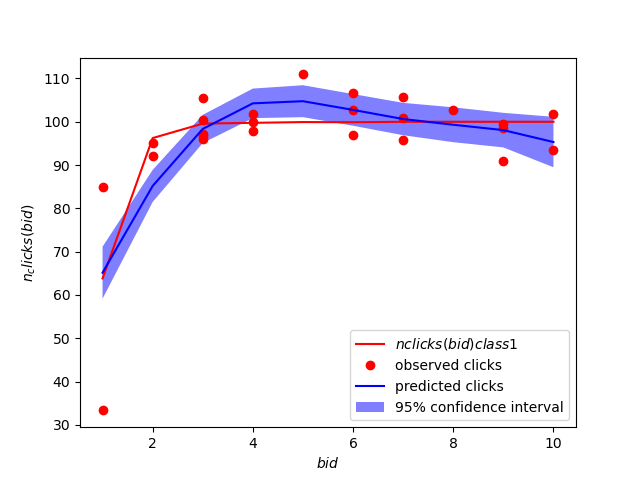 110
100
90
80
70
60
50
40
30
n_clicks(bid)
nclicks(bid)class1
observed clicks
predicted clicks
95% confidence interval
2
4
6
8
10
bid